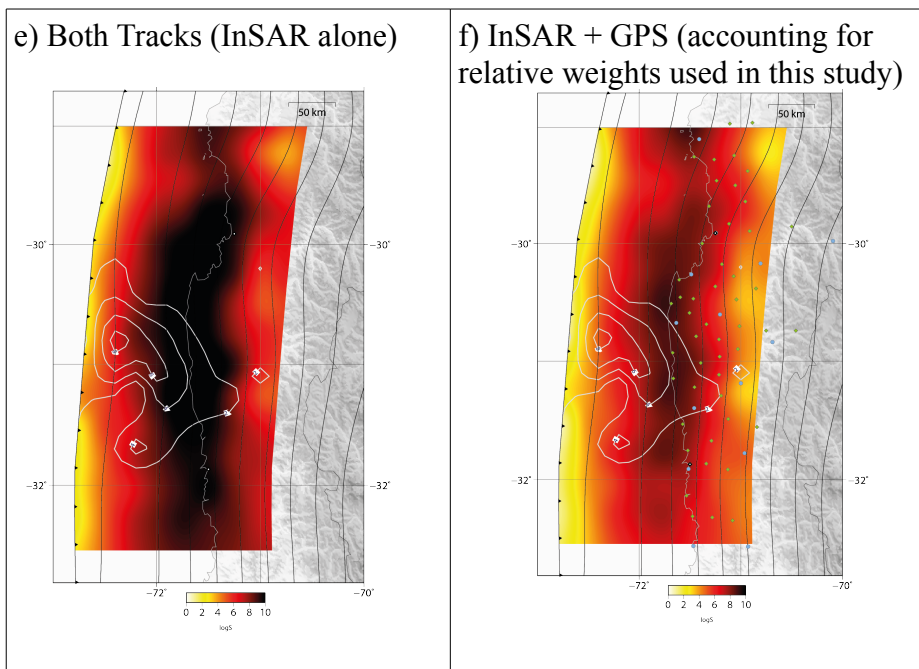 e) Both Tracks (InSAR alone)
50 km
−30˚
−30˚
−32˚
−32˚
−72˚
−70˚
0 2 4 6 8 10
logS
f) InSAR + GPS (accounting for
relative weights used in this study)
50 km
−30˚
−30˚
−32˚
−32˚
−72˚
−70˚
0 2 4 6 8 10
logS